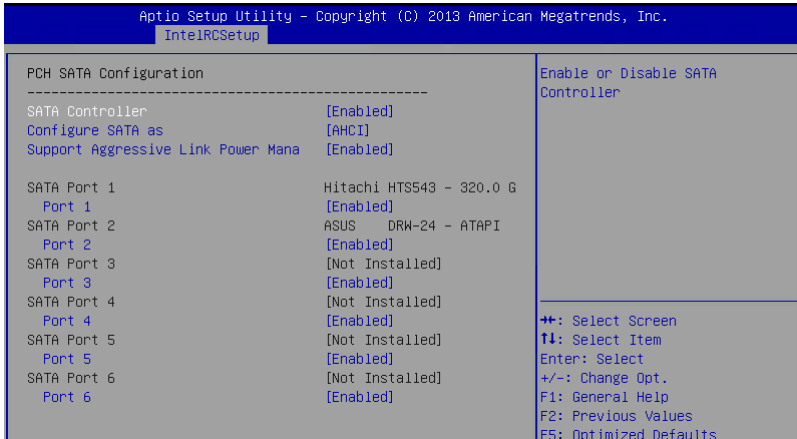 Aptio Setup Utility – Copyright (C) 2013 American Megatrends, Inc.
IntelRCSetup
PCH SATA Configuration
--------------------------------------------------
SATA Controller [Enabled]
Configure SATA as [AHCI]
Support Aggressive Link Power Mana [Enabled]
SATA Port 1 Hitachi HTS543 - 320.0 G
Port 1 [Enabled]
SATA Port 2 ASUS DRW-24 - ATAPI
Port 2 [Enabled]
SATA Port 3 [Not Installed]
Port 3 [Enabled]
SATA Port 4 [Not Installed]
Port 4 [Enabled]
SATA Port 5 [Not Installed]
Port 5 [Enabled]
SATA Port 6 [Not Installed]
Port 6 [Enabled]
Enable or Disable SATA
Controller
→←: Select Screen
↑↓: Select Item
Enter: Select
+/-: Change Opt.
F1: General Help
F2: Previous Values
F5: Optimized Defaults